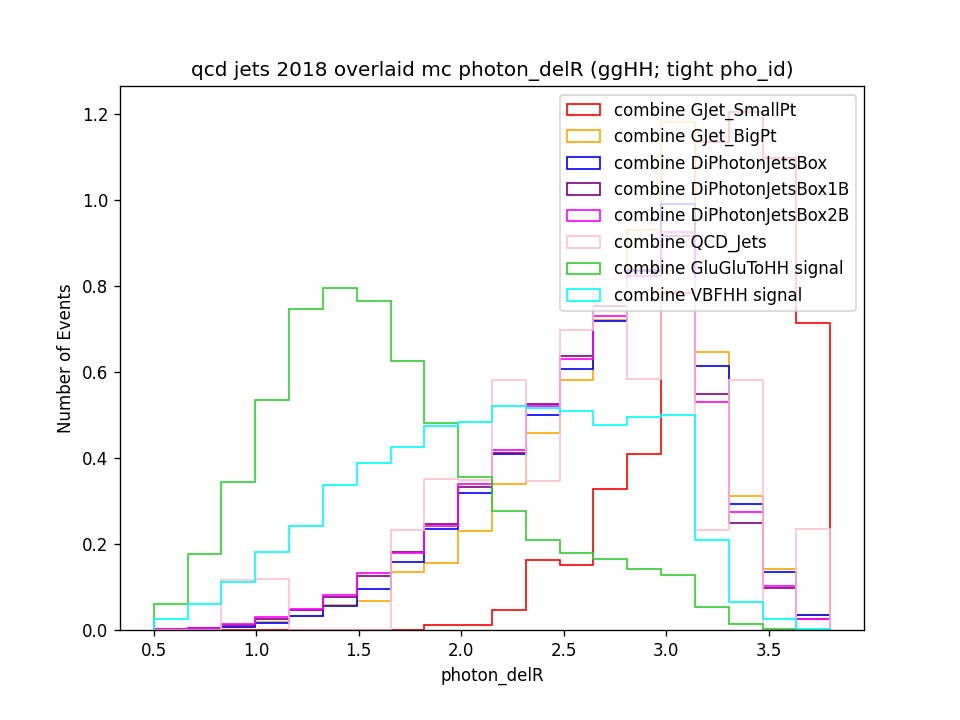 qcd jets 2018 overlaid mc photon_delR (ggHH; tight pho_id)
combine GJet_SmallPt
combine GJet_BigPt
combine DiPhotonJetsBox
combine DiPhotonJetsBox1B
combine DiPhotonJetsBox2B
combine QCD_Jets
combine GluGluToHH signal
combine VBFHH signal
Number of Events
1.2
1.0
0.8
0.6
0.4
0.2
0.0
0.5 1.0 1.5 2.0 2.5 3.0 3.5
photon_delR